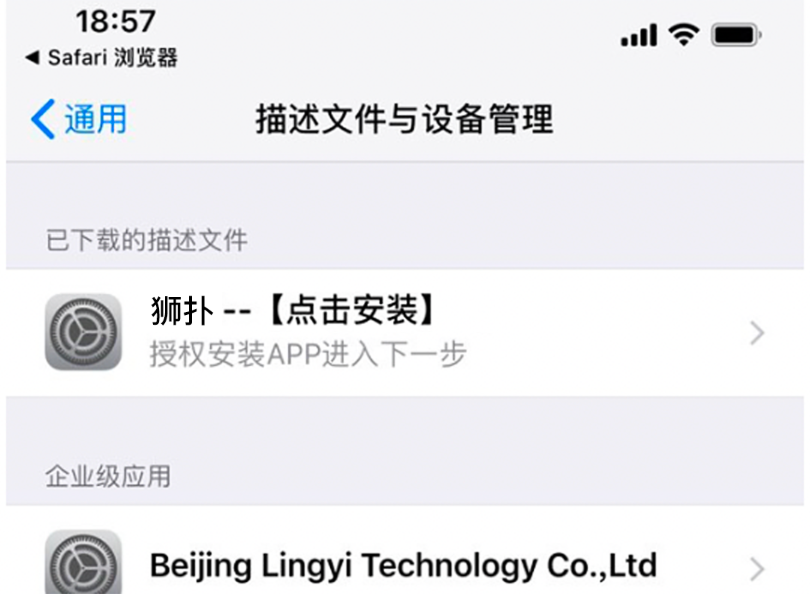 18:57
◀ Safari 浏览器
通用
描述文件与设备管理
已下载的描述文件
狮扑 --【点击安装】
授权安装APP进入下一步
企业级应用
Beijing Lingyi Technology Co.,Ltd